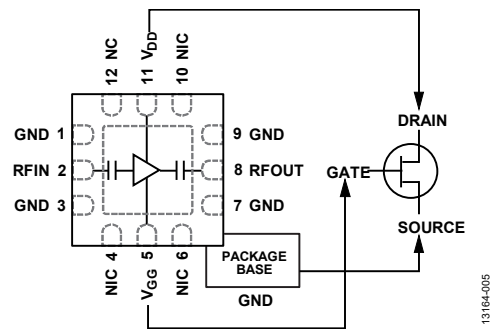 12 NC
11 VDD
10 NIC
GND 1
RFIN 2
GND 3
9 GND
8 RFOUT
7 GND
NIC 4
VGG 5
NIC 6
PACKAGE
BASE
GND
DRAIN
GATE
SOURCE
13164-005